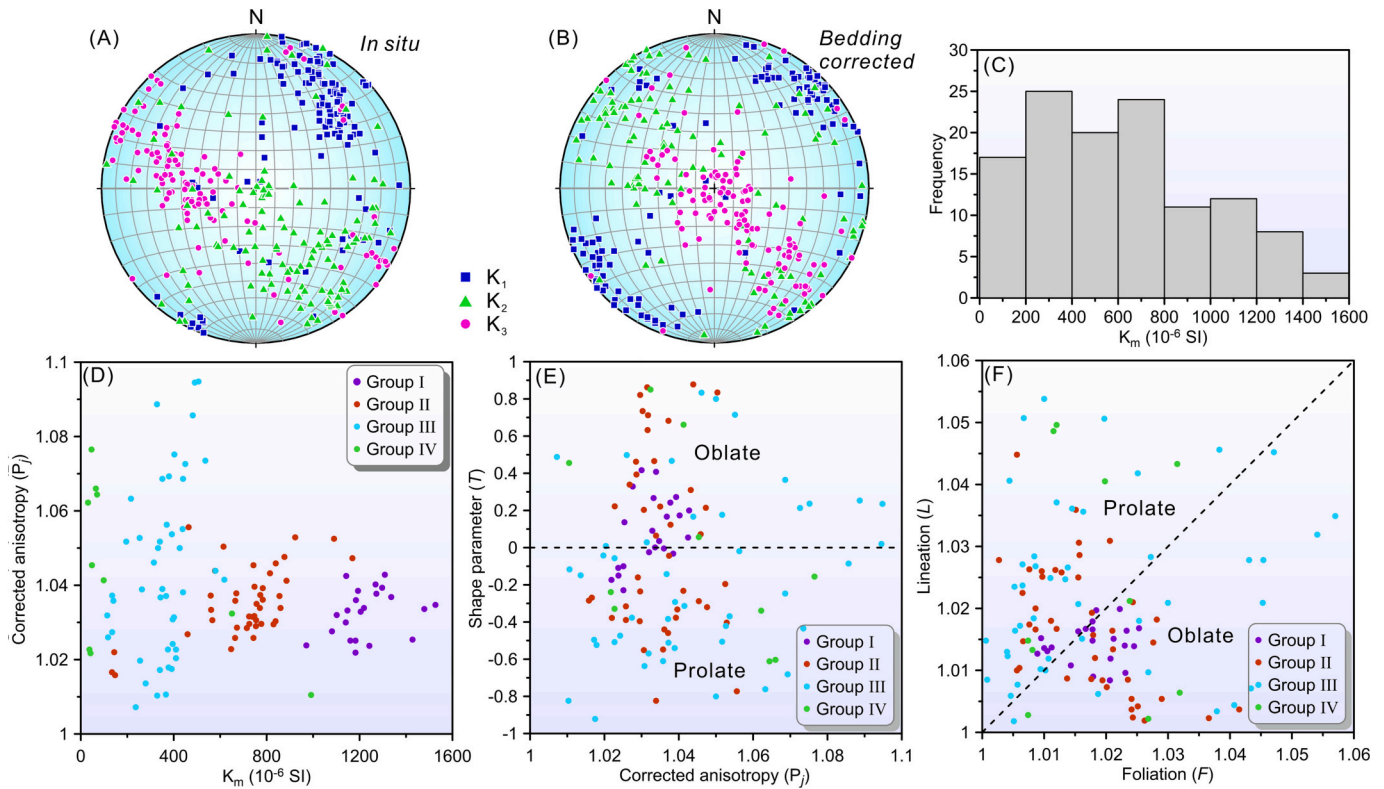 (A)
N
In situ
(B)
N
Bedding
corrected
K₁
K₂
K₃
(C)
30
25
20
15
10
5
0
Frequency
0 200 400 600 800 1000 1200 1400 1600
Kₘ (10⁻⁶ SI)
(D)
1.1
1.08
1.06
1.04
1.02
1
Corrected anisotropy (Pⱼ)
0 400 800 1200 1600
Kₘ (10⁻⁶ SI)
Group I
Group II
Group III
Group IV
(E)
1
0.8
0.6
0.4
0.2
0
-0.2
-0.4
-0.6
-0.8
-1
Shape parameter (T)
Oblate
Prolate
Group I
Group II
Group III
Group IV
1 1.02 1.04 1.06 1.08 1.1
Corrected anisotropy (Pⱼ)
(F)
1.06
1.05
1.04
1.03
1.02
1.01
1
Lineation (L)
Prolate
Oblate
Group I
Group II
Group III
Group IV
1 1.01 1.02 1.03 1.04 1.05 1.06
Foliation (F)